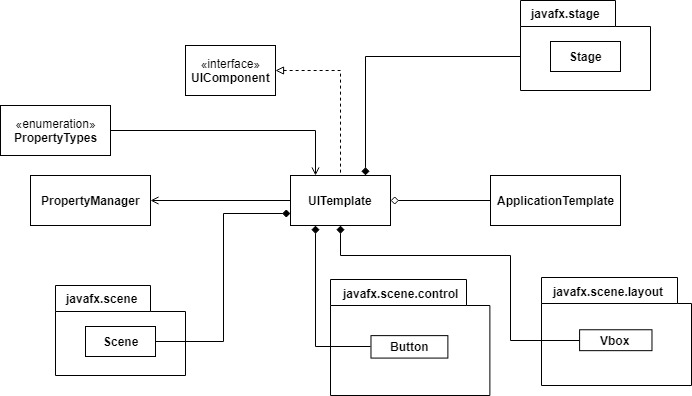 javafx.stage
Stage
«interface»
UIComponent
«enumeration»
PropertyTypes
PropertyManager
UITemplate
ApplicationTemplate
javafx.scene
Scene
javafx.scene.control
Button
javafx.scene.layout
Vbox